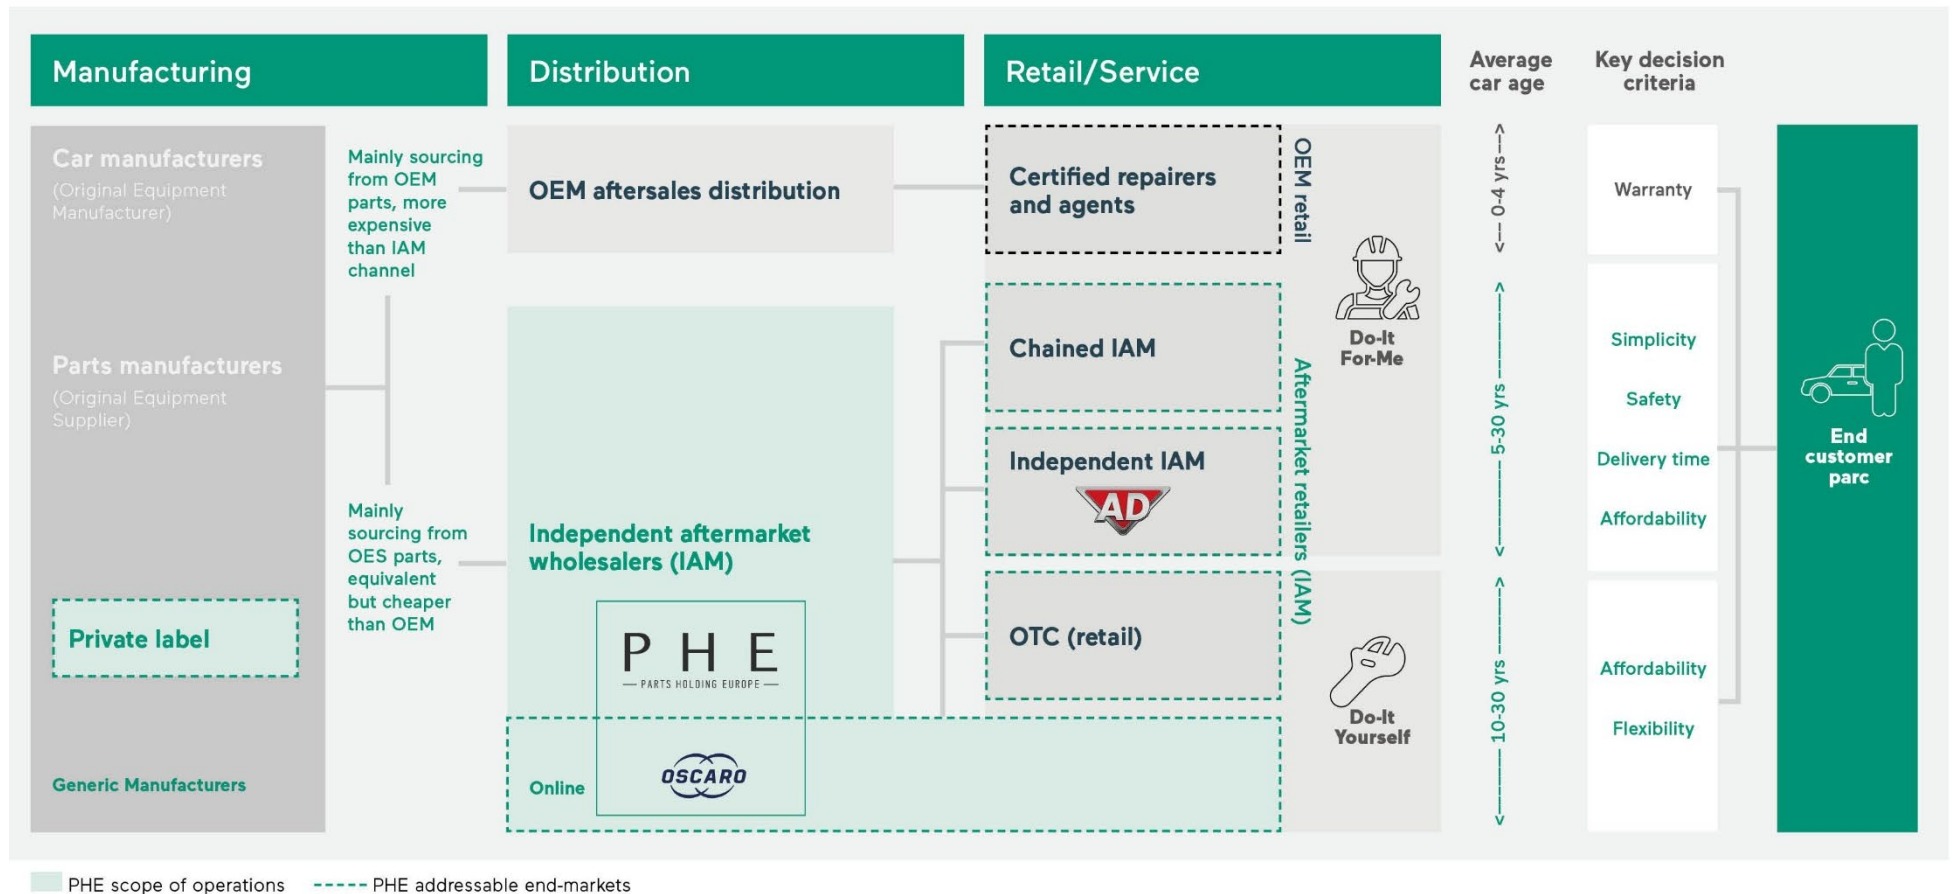 Manufacturing
Distribution
Retail/Service
Average
car age
Key decision
criteria
Car manufacturers
(Original Equipment
Manufacturer)
Parts manufacturers
(Original Equipment
Supplier)
Private label
Generic Manufacturers
Mainly sourcing
from OEM
parts, more
expensive
than IAM
channel
Mainly
sourcing from
OES parts,
equivalent
but cheaper
than OEM
OEM aftersales distribution
Independent aftermarket
wholesalers (IAM)
PHE
PARTS HOLDING EUROPE
Online
OSCARO
Certified repairers
and agents
Chained IAM
Independent IAM
AD
OTC (retail)
OEM retail
Aftermarket retailers (IAM)
Do-It
For-Me
Do-It
Yourself
<--- 0-4 yrs --->
<------- 5-30 yrs ------->
<------- 10-30 yrs ------->
Warranty
Simplicity
Safety
Delivery time
Affordability
Affordability
Flexibility
End
customer
parc
PHE scope of operations
----- PHE addressable end-markets